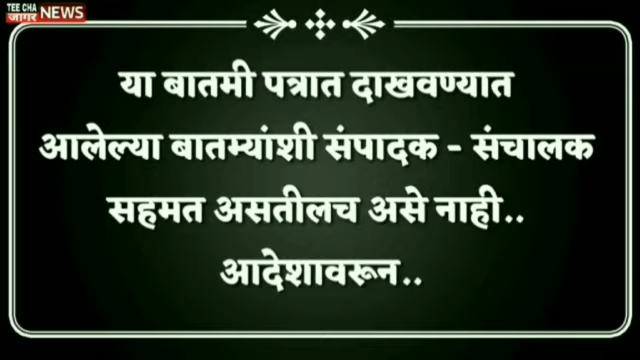 TEE CHA
जागर NEWS
या बातमी पत्रात दाखवण्यात
आलेल्या बातम्यांशी संपादक - संचालक
सहमत असतीलच असे नाही..
आदेशावरून..